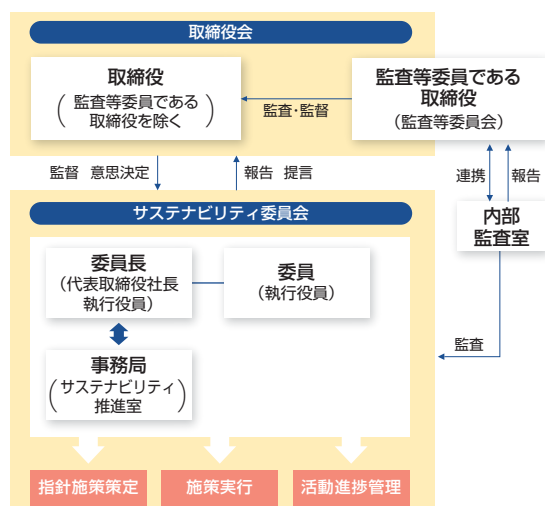 取締役会
取締役
(監査等委員である
取締役を除く)
監査・監督
監査等委員である
取締役
(監査等委員会)
監督 意思決定
報告 提言
連携
報告
サステナビリティ委員会
内部
監査室
委員長
(代表取締役社長
執行役員)
委員
(執行役員)
監査
事務局
(サステナビリティ
推進室)
指針施策策定
施策実行
活動進捗管理